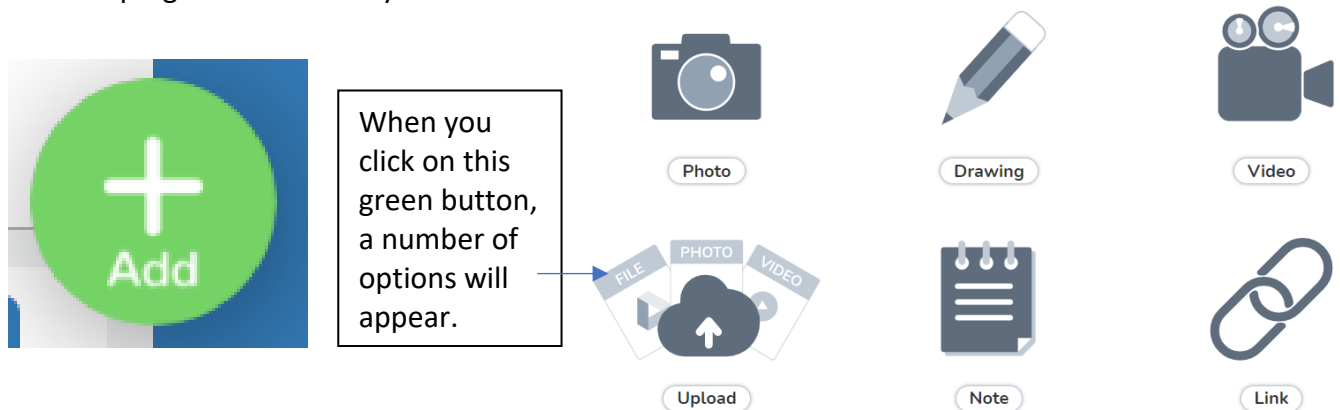 Add
When you
click on this
green button,
a number of
options will
appear.
Photo
Drawing
Video
FILE
PHOTO
VIDEO
Upload
Note
Link